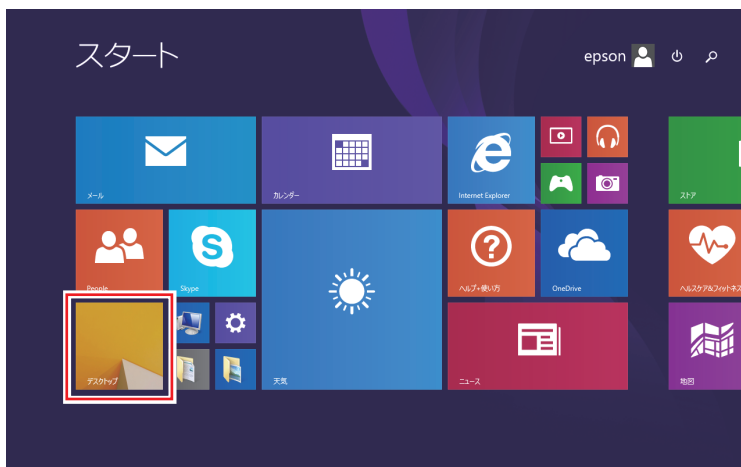 スタート
epson
メール
カレンダー
Internet Explorer
ストア
People
Skype
天気
ヘルプ+使い方
OneDrive
ヘルスケア&フィットネス
デスクトップ
ニュース
地図